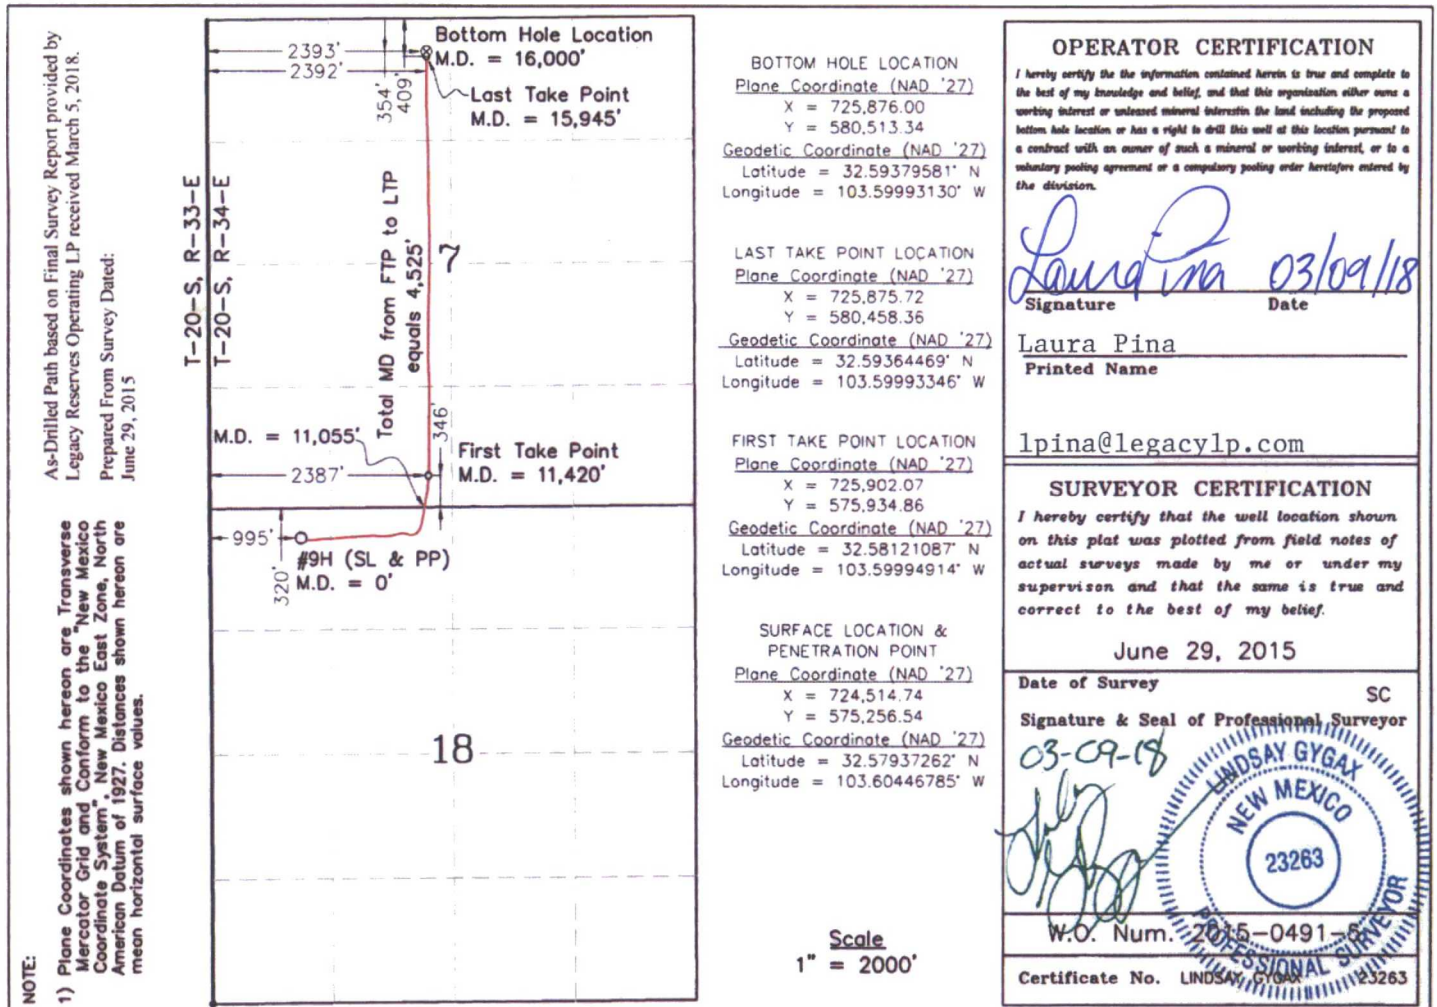 As-Drilled Path based on Final Survey Report provided by
Legacy Reserves Operating LP received March 5, 2018.
Prepared From Survey Dated:
June 29, 2015
NOTE:
1) Plane Coordinates shown hereon are Transverse
Mercator Grid and Conform to the "New Mexico
Coordinate System", New Mexico East Zone, North
American Datum of 1927. Distances shown hereon are
mean horizontal surface values.
T-20-S, R-33-E
T-20-S, R-34-E
2393'
2392'
354'
409'
Bottom Hole Location
M.D. = 16,000'
Last Take Point
M.D. = 15,945'
Total MD from FTP to LTP
equals 4,525'
7
M.D. = 11,055'
346'
First Take Point
M.D. = 11,420'
2387'
995'
320'
#9H (SL & PP)
M.D. = 0'
18
BOTTOM HOLE LOCATION
Plane Coordinate (NAD '27)
X = 725,876.00
Y = 580,513.34
Geodetic Coordinate (NAD '27)
Latitude = 32.59379581° N
Longitude = 103.59993130° W
LAST TAKE POINT LOCATION
Plane Coordinate (NAD '27)
X = 725,875.72
Y = 580,458.36
Geodetic Coordinate (NAD '27)
Latitude = 32.59364469° N
Longitude = 103.59993346° W
FIRST TAKE POINT LOCATION
Plane Coordinate (NAD '27)
X = 725,902.07
Y = 575,934.86
Geodetic Coordinate (NAD '27)
Latitude = 32.58121087° N
Longitude = 103.59994914° W
SURFACE LOCATION &
PENETRATION POINT
Plane Coordinate (NAD '27)
X = 724,514.74
Y = 575,256.54
Geodetic Coordinate (NAD '27)
Latitude = 32.57937262° N
Longitude = 103.60446785° W
Scale
1" = 2000'
OPERATOR CERTIFICATION
I hereby certify the the information contained herein is true and complete to
the best of my knowledge and belief, and that this organization either owns a
working interest or unleased mineral interestin the land including the proposed
bottom hole location or has a right to drill this well at this location pursuant to
a contract with an owner of such a mineral or working interest, or to a
voluntary pooling agreement or a compulsory pooling order heretofore entered by
the division.
Laura Pina 03/09/18
Signature Date
Laura Pina
Printed Name
lpina@legacylp.com
SURVEYOR CERTIFICATION
I hereby certify that the well location shown
on this plat was plotted from field notes of
actual surveys made by me or under my
supervison and that the same is true and
correct to the best of my belief.
June 29, 2015
Date of Survey
SC
Signature & Seal of Professional Surveyor
03-09-18
LINDSAY GYGAX
NEW MEXICO
23263
PROFESSIONAL SURVEYOR
W.O. Num. 2015-0491-
Certificate No. LINDSAY GYGAX 23263